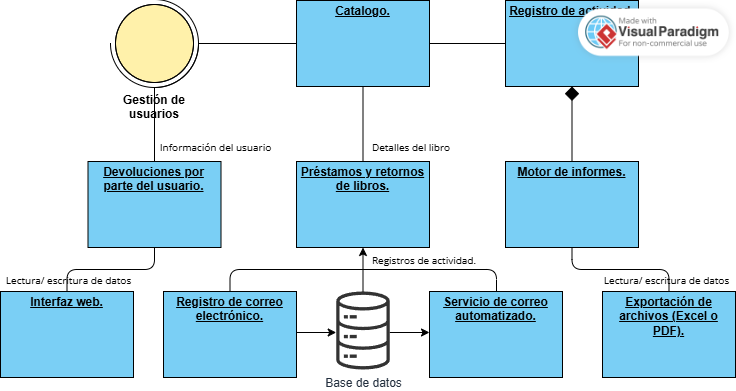 Catalogo.
Registro de actividad.
Made with
Visual Paradigm
For non-commercial use
Gestión de
usuarios
Información del usuario
Detalles del libro
Devoluciones por
parte del usuario.
Préstamos y retornos
de libros.
Motor de informes.
Registros de actividad.
Lectura/ escritura de datos
Lectura/ escritura de datos
Interfaz web.
Registro de correo
electrónico.
Servicio de correo
automatizado.
Exportación de
archivos (Excel o
PDF).
Base de datos